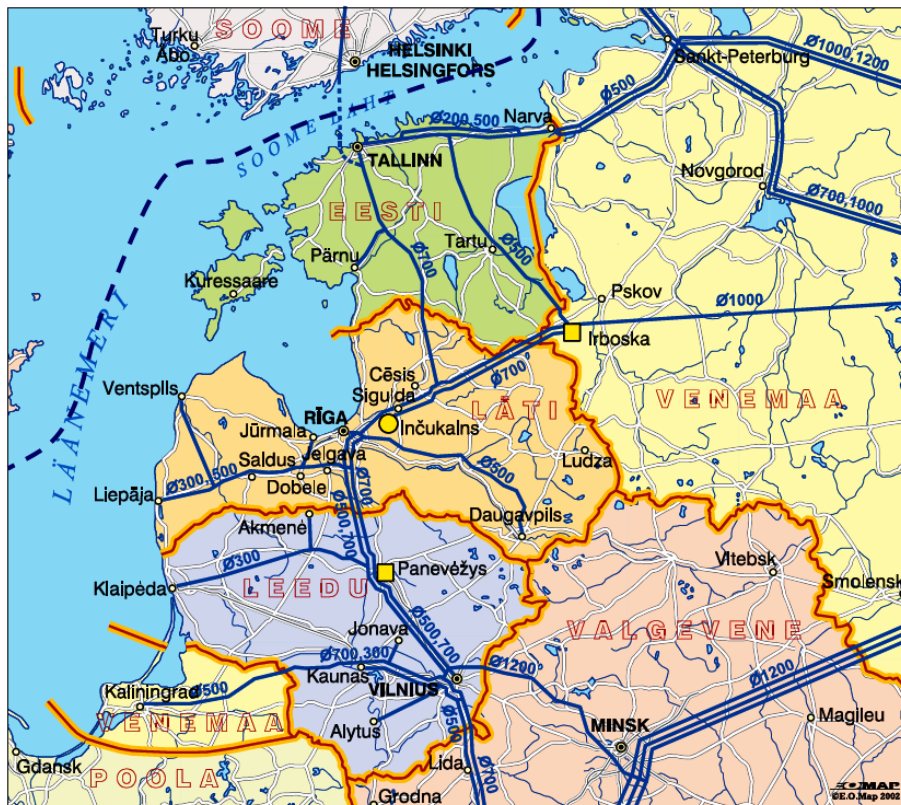 SOOME
Turku
Åbo
HELSINKI
HELSINGFORS
Sankt-Peterburg
Ø1000,1200
Ø500
Ø200,500
Narva
SOOME LAHT
TALLINN
Novgorod
Ø700,1000
EESTI
Pärnu
Tartu
Ø500
Ø700
Kuressaare
Pskov
Ø1000
Irboska
LÄÄNEMERI
Cēsis
Sigulda
Ø700
Ventspils
RĪGA
LÄTI
VENEMAA
Inčukalns
Jūrmala
Jelgava
Ludza
Saldus
Dobele
Ø300,500
Liepāja
Ø700
Ø500,700
Ø500
Daugavpils
Akmenė
Ø300
Panevėžys
Vitebsk
Klaipėda
LEEDU
Smolensk
Jonava
Ø500,700
VALGEVENE
Ø700,300
Kaunas
Ø1200
Ø1200
Kaliningrad
Ø500
VILNIUS
VENEMAA
Alytus
MINSK
Magileu
Ø500
Ø700
Gdansk
POOLA
Lida
Grodna
E.O.MAP
©E.O.Map 2002